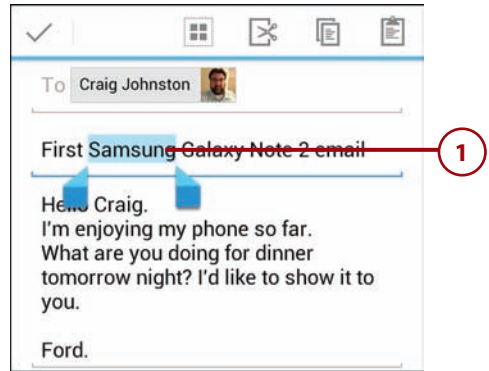 To Craig Johnston
First Samsung Galaxy Note 2 email
1
Hello Craig.
I'm enjoying my phone so far.
What are you doing for dinner
tomorrow night? I'd like to show it to
you.
Ford.